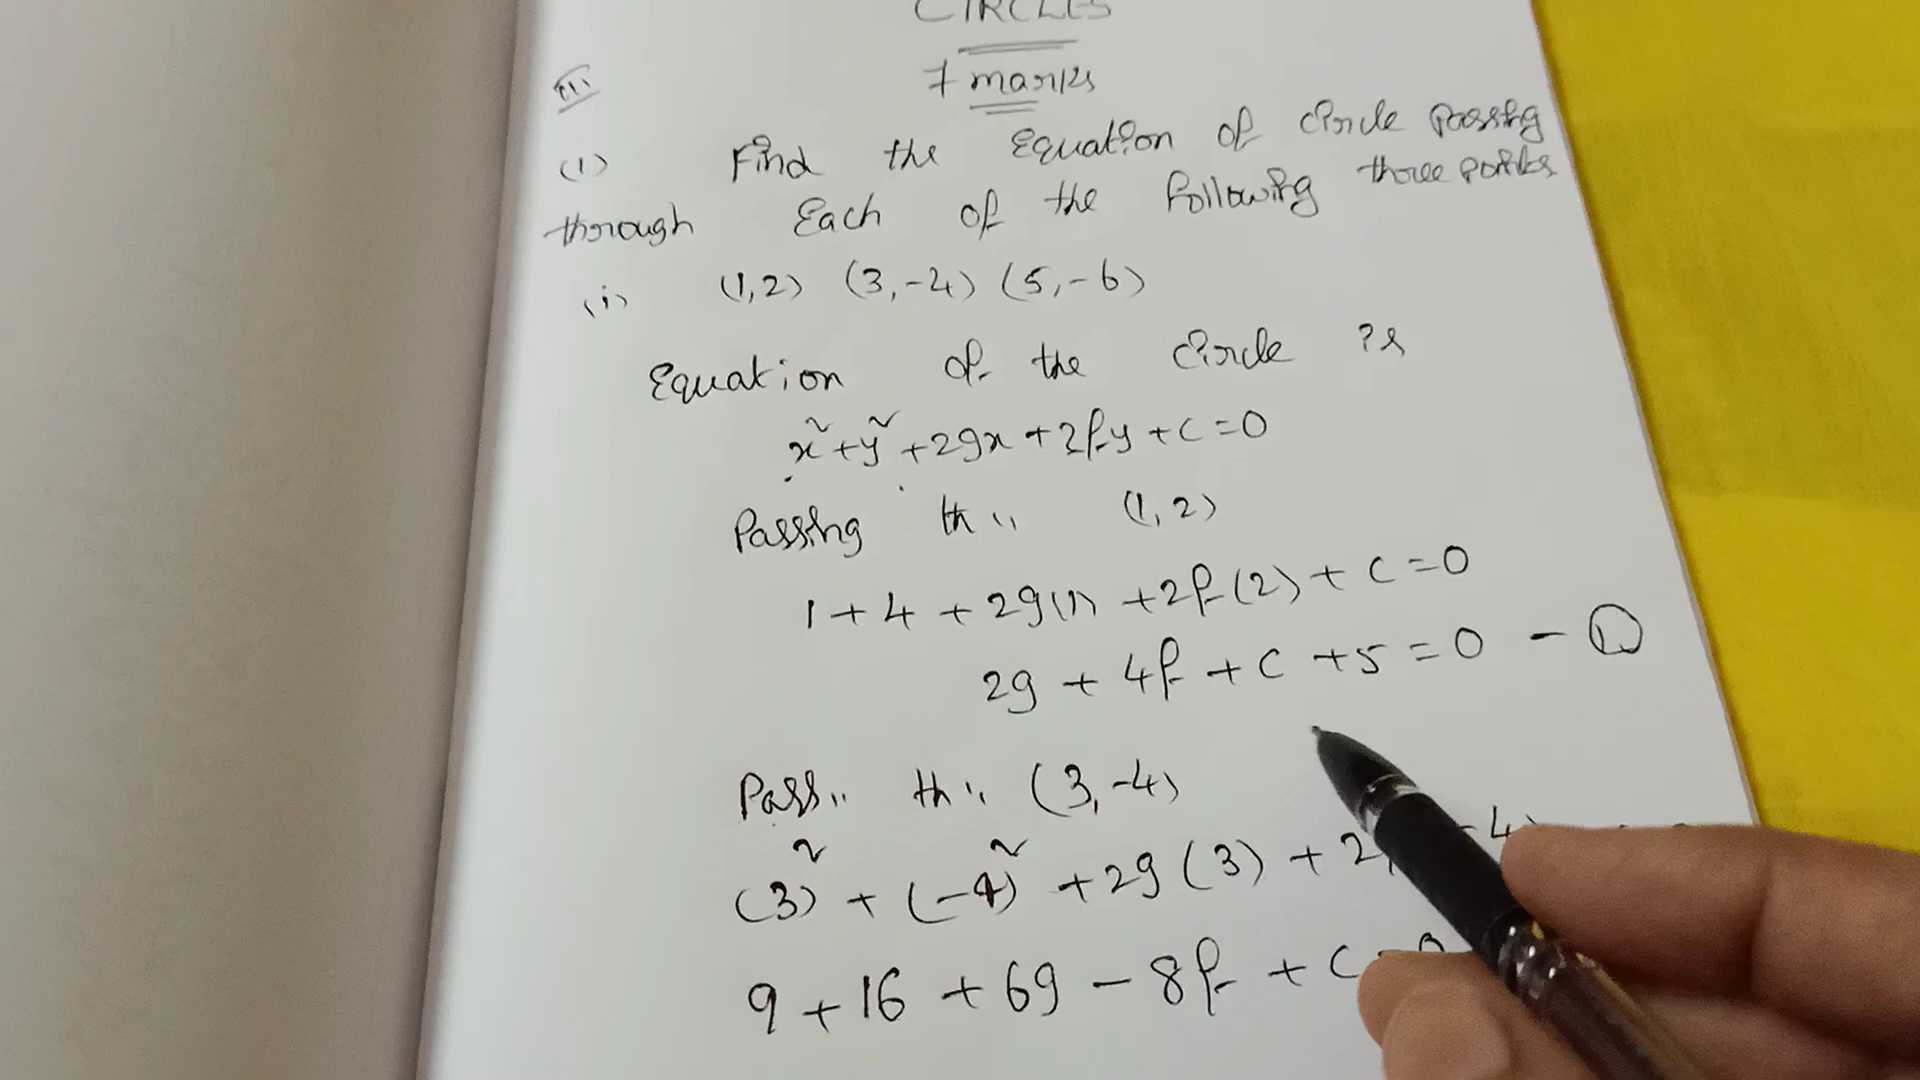 CIRCLES
7 marks
III
(1) Find the Equation of circle passing
through Each of the following three points
(i) (1,2) (3,-4) (5,-6)
Equation of the circle is
x²+y²+2gx+2fy+c=0
Passing th'' (1,2)
1+4+2g(1)+2f(2)+c=0
2g+4f+c+5=0 - ①
Pass'' th'' (3,-4)
(3)²+(-4)²+2g(3)+2 -4)
9+16+6g-8f+c